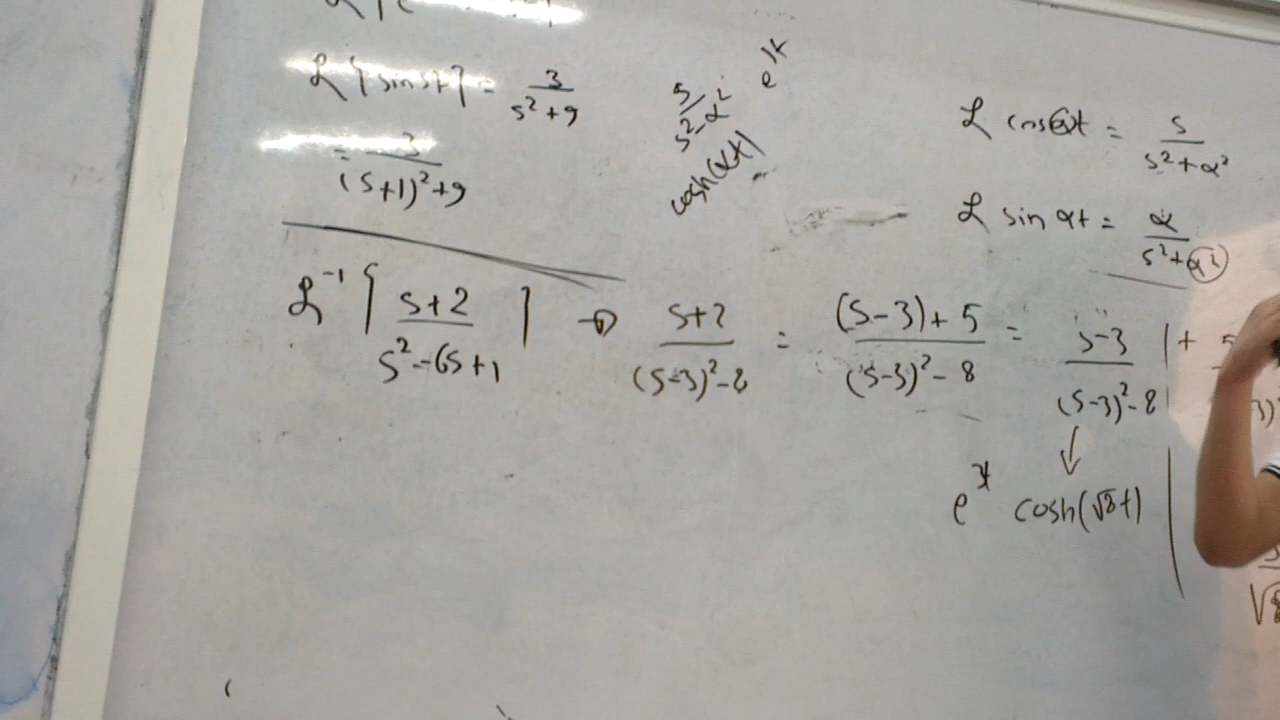 ℒ{sin3t} = 3/(s²+9)
= 3/((s+1)²+9)
s/(s²-α²)
cosh(αt)
ℒ cos αt = s/(s²+α²)
ℒ sin αt = α/(s²+α²)
ℒ⁻¹{(s+2)/(s²-6s+1)} → (s+2)/((s-3)²-8) = ((s-3)+5)/((s-3)²-8) = (s-3)/((s-3)²-8) +
↓
e³ᵗ cosh(√8t)